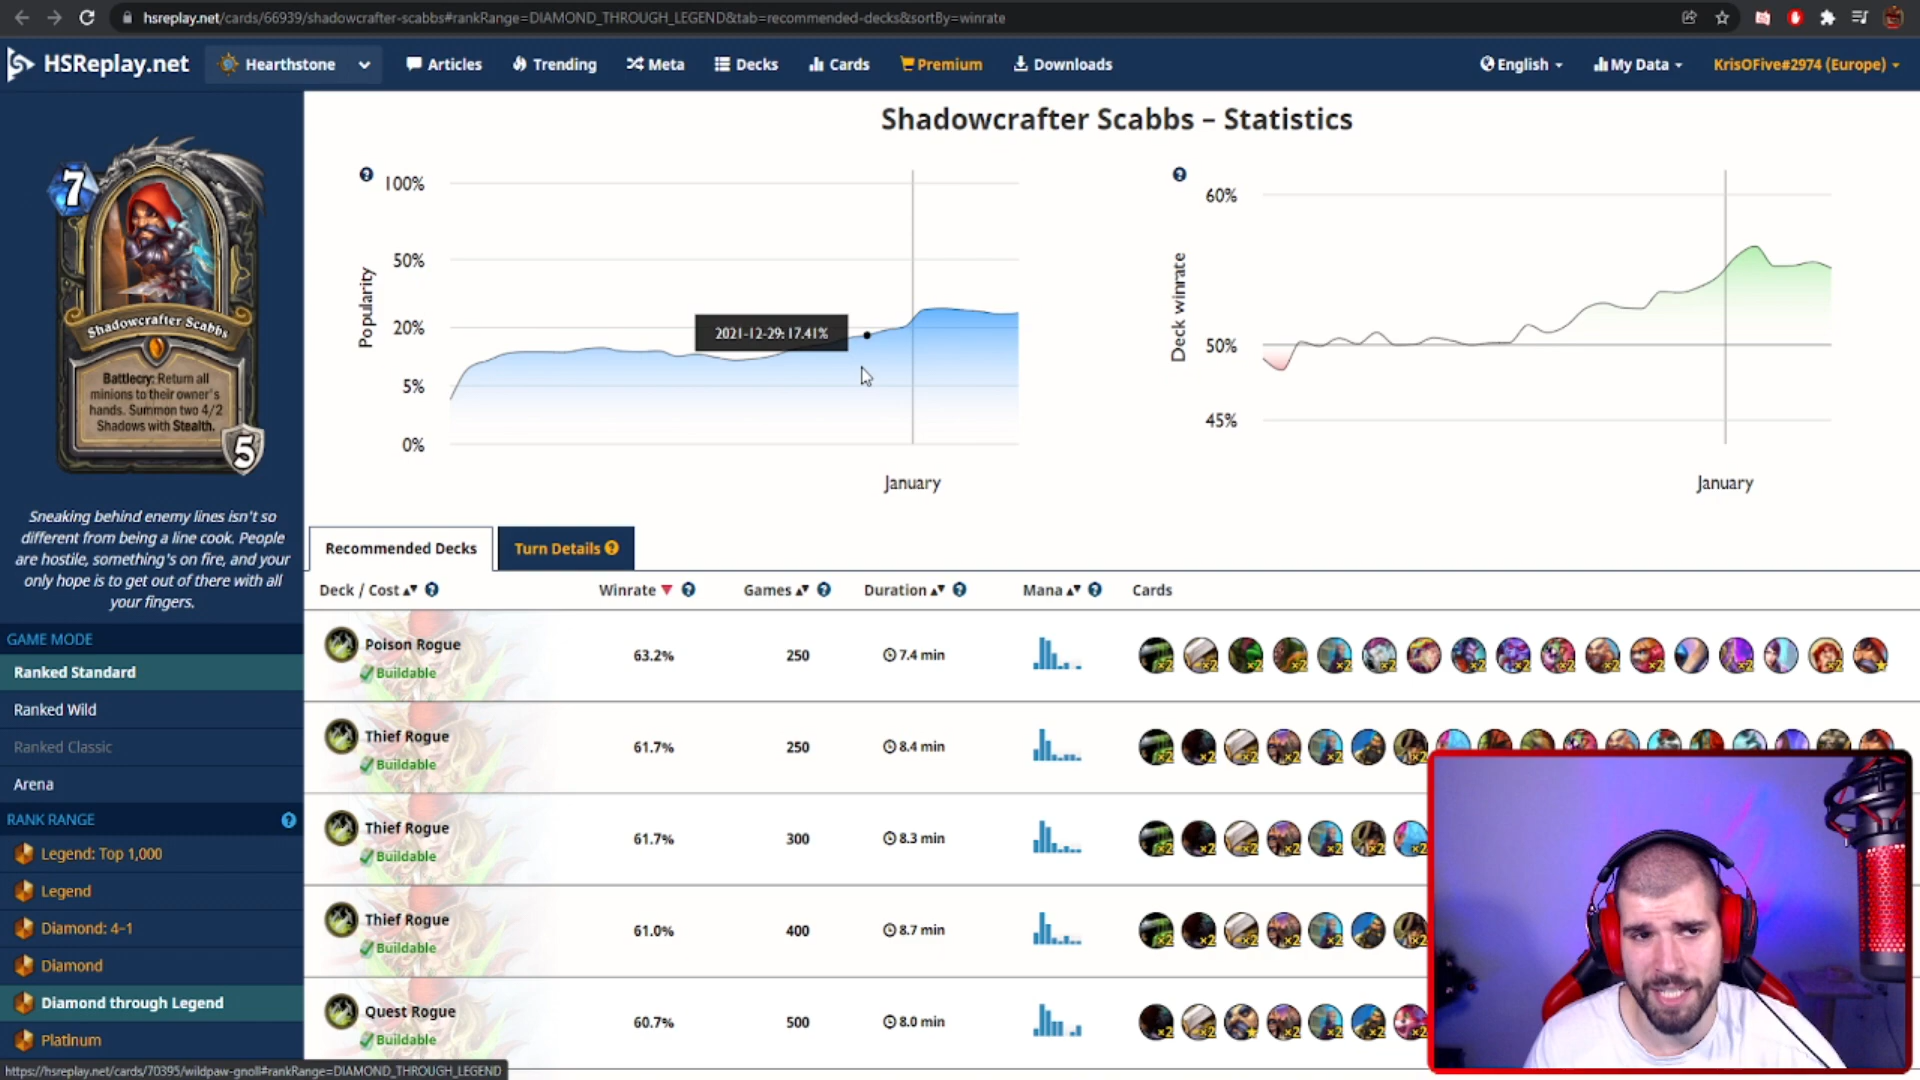 hsreplay.net/cards/66939/shadowcrafter-scabbs#rankRange=DIAMOND_THROUGH_LEGEND&tab=recommended-decks&sortBy=winrate
HSReplay.net
Hearthstone
Articles
Trending
Meta
Decks
Cards
Premium
Downloads
English
My Data
KrisOFive#2974 (Europe)
7
Shadowcrafter Scabbs
Battlecry: Return all
minions to their owner's
hands. Summon two 4/2
Shadows with Stealth.
5
Sneaking behind enemy lines isn't so
different from being a line cook. People
are hostile, something's on fire, and your
only hope is to get out of there with all
your fingers.
GAME MODE
Ranked Standard
Ranked Wild
Ranked Classic
Arena
RANK RANGE
Legend: Top 1,000
Legend
Diamond: 4–1
Diamond
Diamond through Legend
Platinum
Shadowcrafter Scabbs – Statistics
Popularity
100%
50%
20%
5%
0%
2021-12-29: 17.41%
January
Deck winrate
60%
50%
45%
January
Recommended Decks
Turn Details
Deck / Cost Winrate Games Duration Mana Cards
Poison Rogue
Buildable
63.2% 250 7.4 min
Thief Rogue
Buildable
61.7% 250 8.4 min
Thief Rogue
Buildable
61.7% 300 8.3 min
Thief Rogue
Buildable
61.0% 400 8.7 min
Quest Rogue
Buildable
60.7% 500 8.0 min
https://hsreplay.net/cards/70395/wildpaw-gnoll#rankRange=DIAMOND_THROUGH_LEGEND